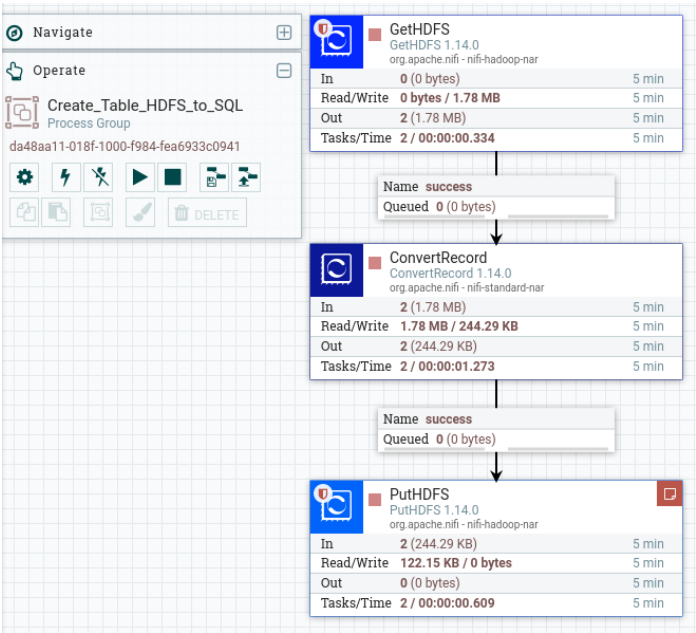 Navigate
Operate
Create_Table_HDFS_to_SQL
Process Group
da48aa11-018f-1000-f984-fea6933c0941
DELETE
GetHDFS
GetHDFS 1.14.0
org.apache.nifi - nifi-hadoop-nar
In 0 (0 bytes) 5 min
Read/Write 0 bytes / 1.78 MB 5 min
Out 2 (1.78 MB) 5 min
Tasks/Time 2 / 00:00:00.334 5 min
Name success
Queued 0 (0 bytes)
ConvertRecord
ConvertRecord 1.14.0
org.apache.nifi - nifi-standard-nar
In 2 (1.78 MB) 5 min
Read/Write 1.78 MB / 244.29 KB 5 min
Out 2 (244.29 KB) 5 min
Tasks/Time 2 / 00:00:01.273 5 min
Name success
Queued 0 (0 bytes)
PutHDFS
PutHDFS 1.14.0
org.apache.nifi - nifi-hadoop-nar
In 2 (244.29 KB) 5 min
Read/Write 122.15 KB / 0 bytes 5 min
Out 0 (0 bytes) 5 min
Tasks/Time 2 / 00:00:00.609 5 min